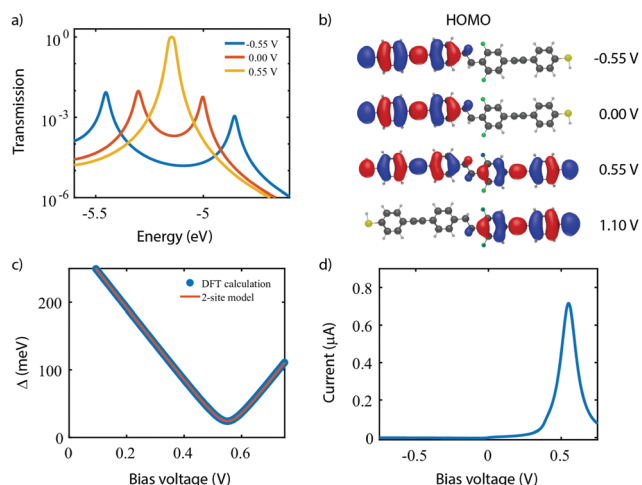 a)
Transmission
10^0
10^-3
10^-6
-5.5
-5
Energy (eV)
-0.55 V
0.00 V
0.55 V
b)
HOMO
-0.55 V
0.00 V
0.55 V
1.10 V
c)
Δ (meV)
200
100
0
0
0.2
0.4
0.6
Bias voltage (V)
DFT calculation
2-site model
d)
Current (μA)
0.8
0.6
0.4
0.2
0
-0.5
0
0.5
Bias voltage (V)